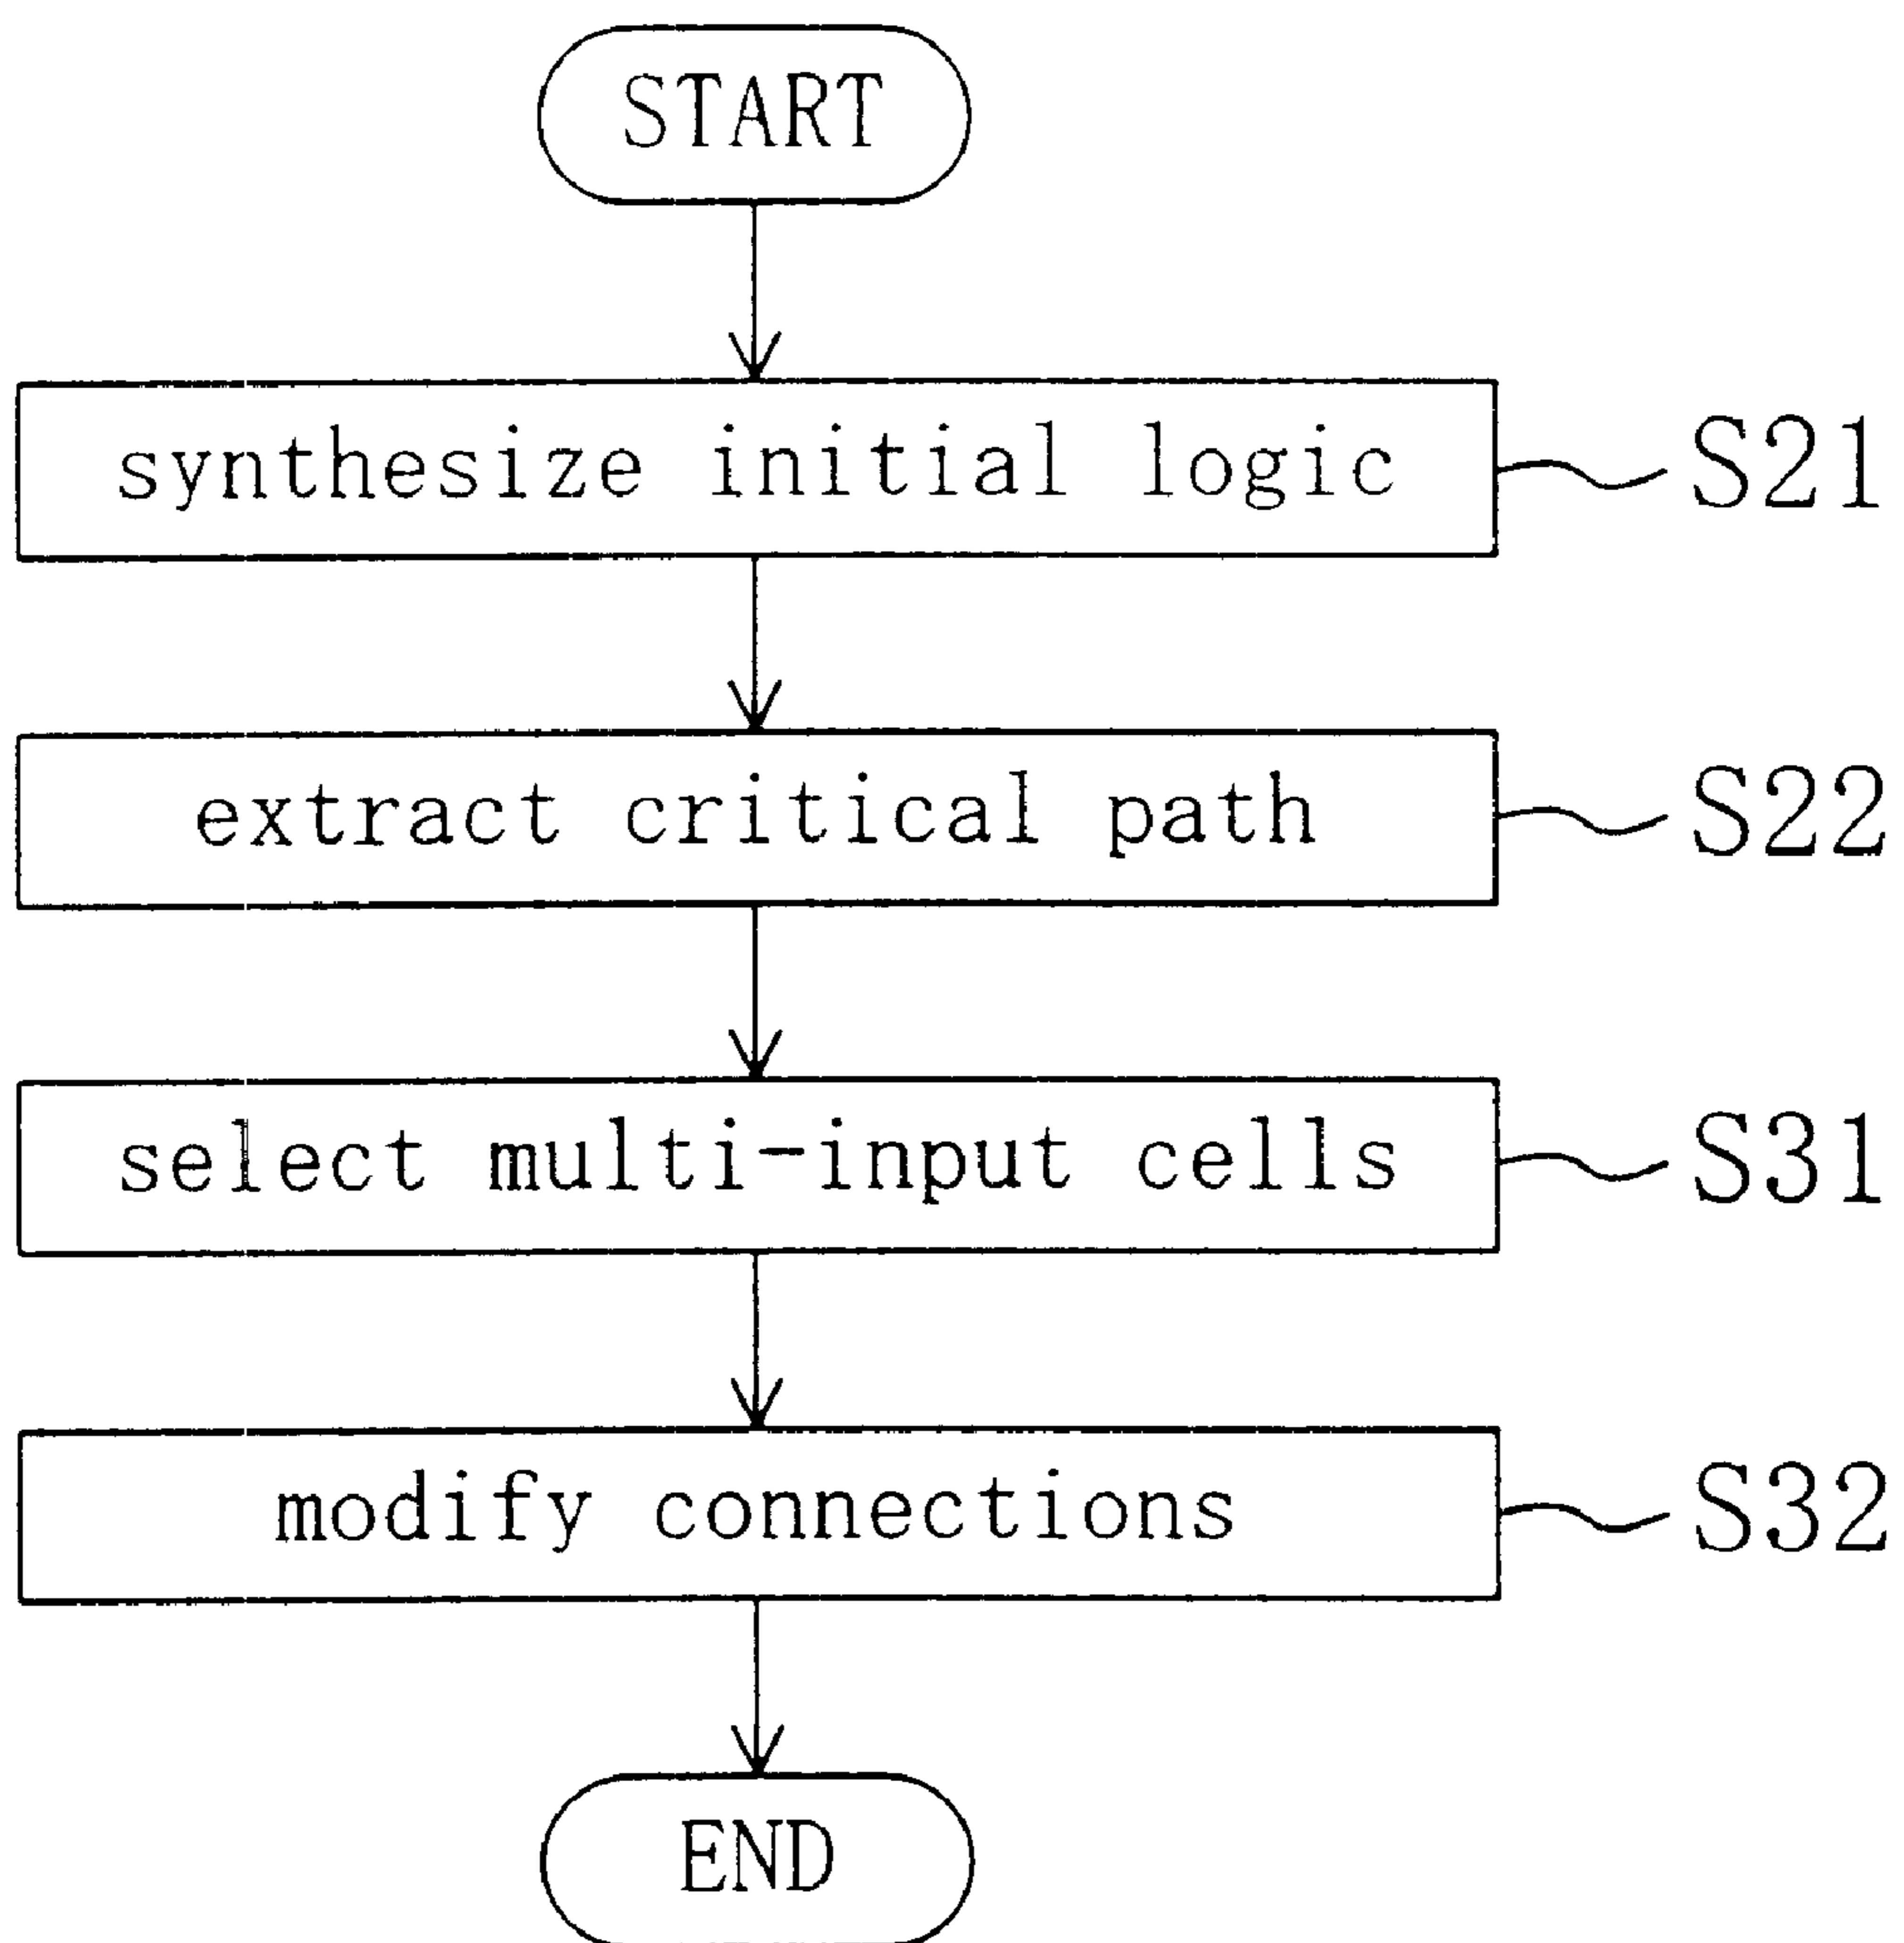 START
synthesize initial logic S21
extract critical path S22
select multi-input cells S31
modify connections S32
END